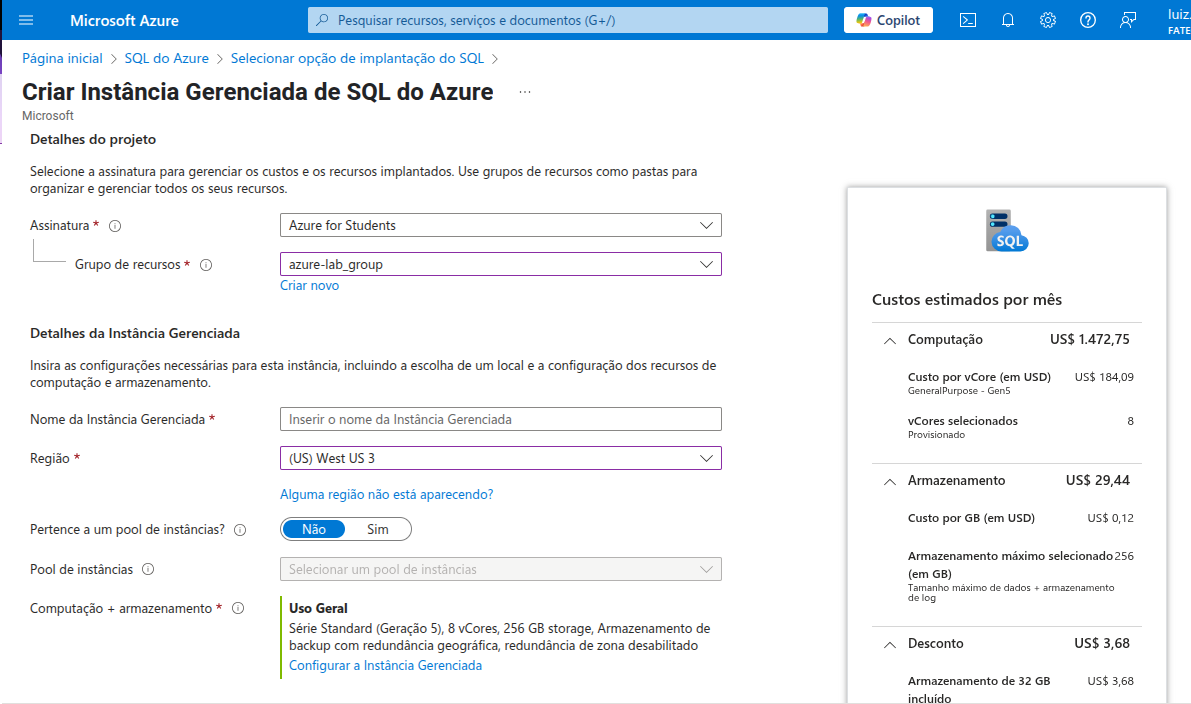 Microsoft Azure
Pesquisar recursos, serviços e documentos (G+/)
Copilot
luiz.
FATE
Página inicial > SQL do Azure > Selecionar opção de implantação do SQL >
Criar Instância Gerenciada de SQL do Azure ...
Microsoft
Detalhes do projeto
Selecione a assinatura para gerenciar os custos e os recursos implantados. Use grupos de recursos como pastas para
organizar e gerenciar todos os seus recursos.
Assinatura *
Azure for Students
Grupo de recursos *
azure-lab_group
Criar novo
Detalhes da Instância Gerenciada
Insira as configurações necessárias para esta instância, incluindo a escolha de um local e a configuração dos recursos de
computação e armazenamento.
Nome da Instância Gerenciada *
Inserir o nome da Instância Gerenciada
Região *
(US) West US 3
Alguma região não está aparecendo?
Pertence a um pool de instâncias?
Não Sim
Pool de instâncias
Selecionar um pool de instâncias
Computação + armazenamento *
Uso Geral
Série Standard (Geração 5), 8 vCores, 256 GB storage, Armazenamento de
backup com redundância geográfica, redundância de zona desabilitado
Configurar a Instância Gerenciada
SQL
Custos estimados por mês
Computação US$ 1.472,75
Custo por vCore (em USD) US$ 184,09
GeneralPurpose - Gen5
vCores selecionados 8
Provisionado
Armazenamento US$ 29,44
Custo por GB (em USD) US$ 0,12
Armazenamento máximo selecionado 256
(em GB)
Tamanho máximo de dados + armazenamento
de log
Desconto US$ 3,68
Armazenamento de 32 GB US$ 3,68
incluído